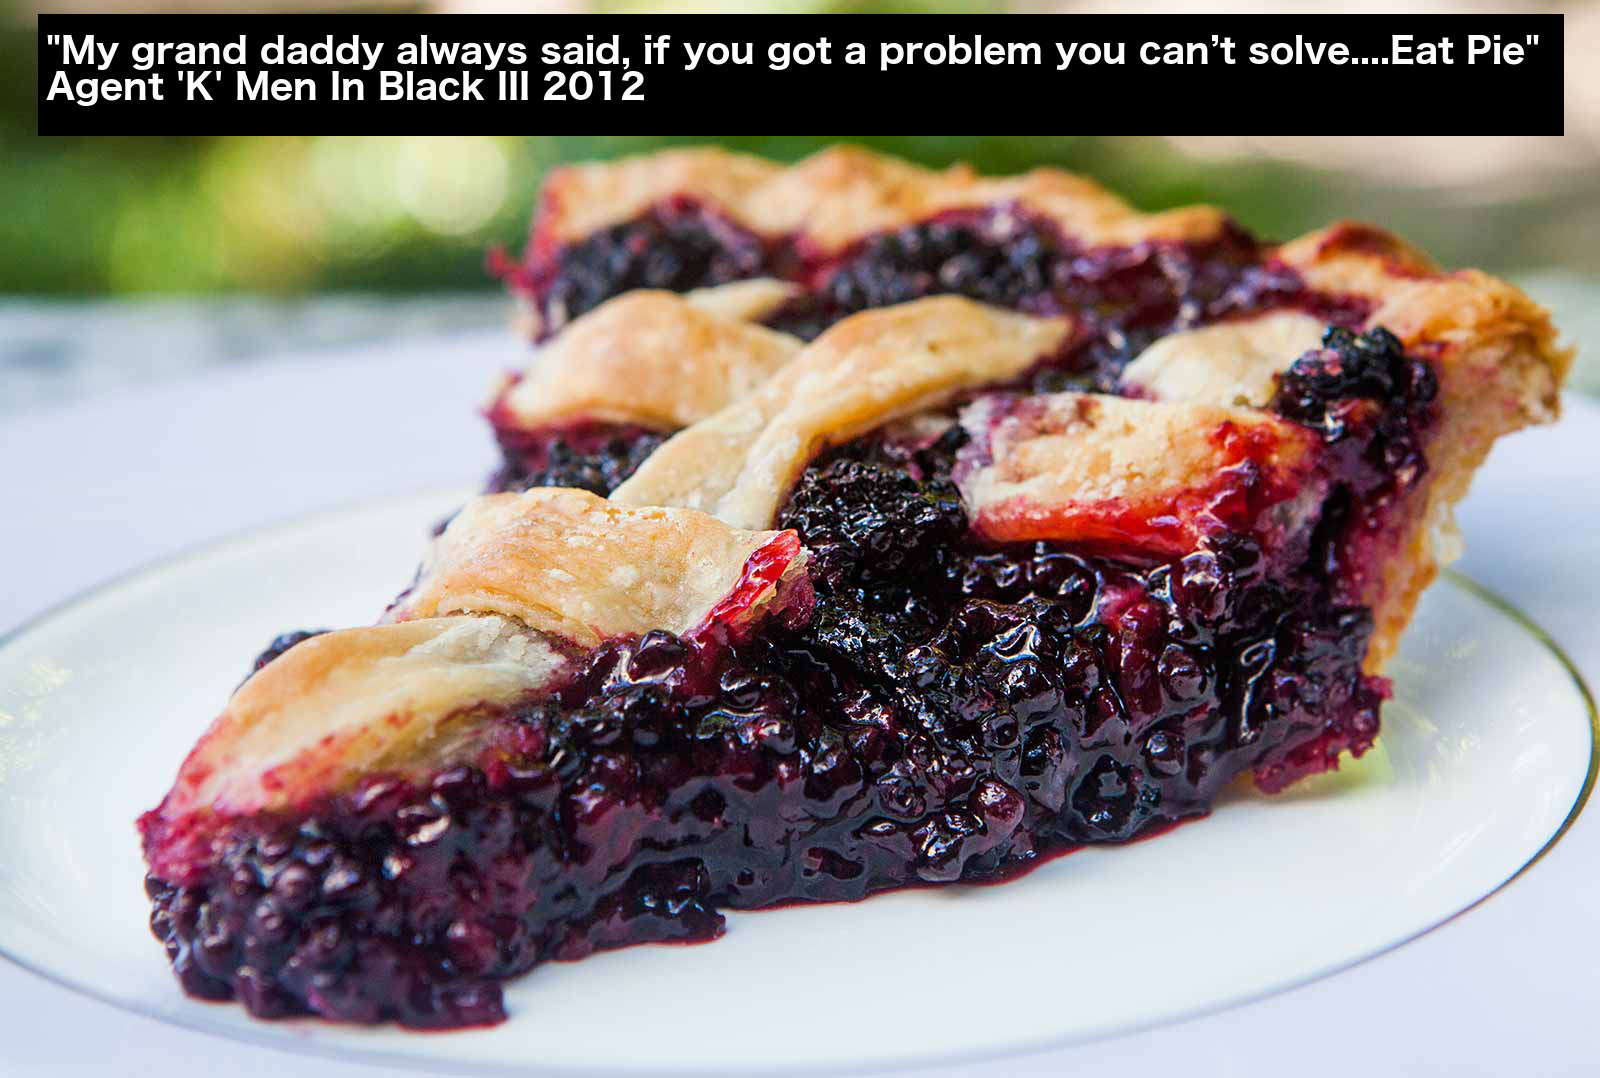 "My grand daddy always said, if you got a problem you can’t solve....Eat Pie"
Agent 'K' Men In Black III 2012